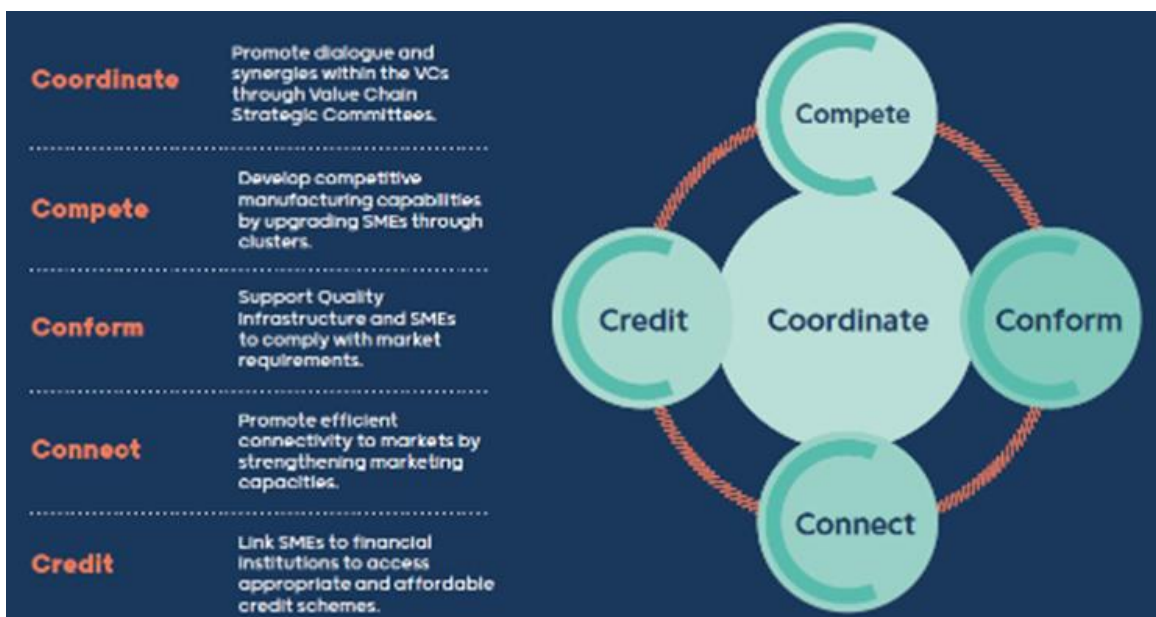 Coordinate
Promote dialogue and
synergies within the VCs
through Value Chain
Strategic Committees.
Compete
Develop competitive
manufacturing capabilities
by upgrading SMEs through
clusters.
Conform
Support Quality
Infrastructure and SMEs
to comply with market
requirements.
Connect
Promote efficient
connectivity to markets by
strengthening marketing
capacities.
Credit
Link SMEs to financial
institutions to access
appropriate and affordable
credit schemes.
Compete
Credit
Coordinate
Conform
Connect